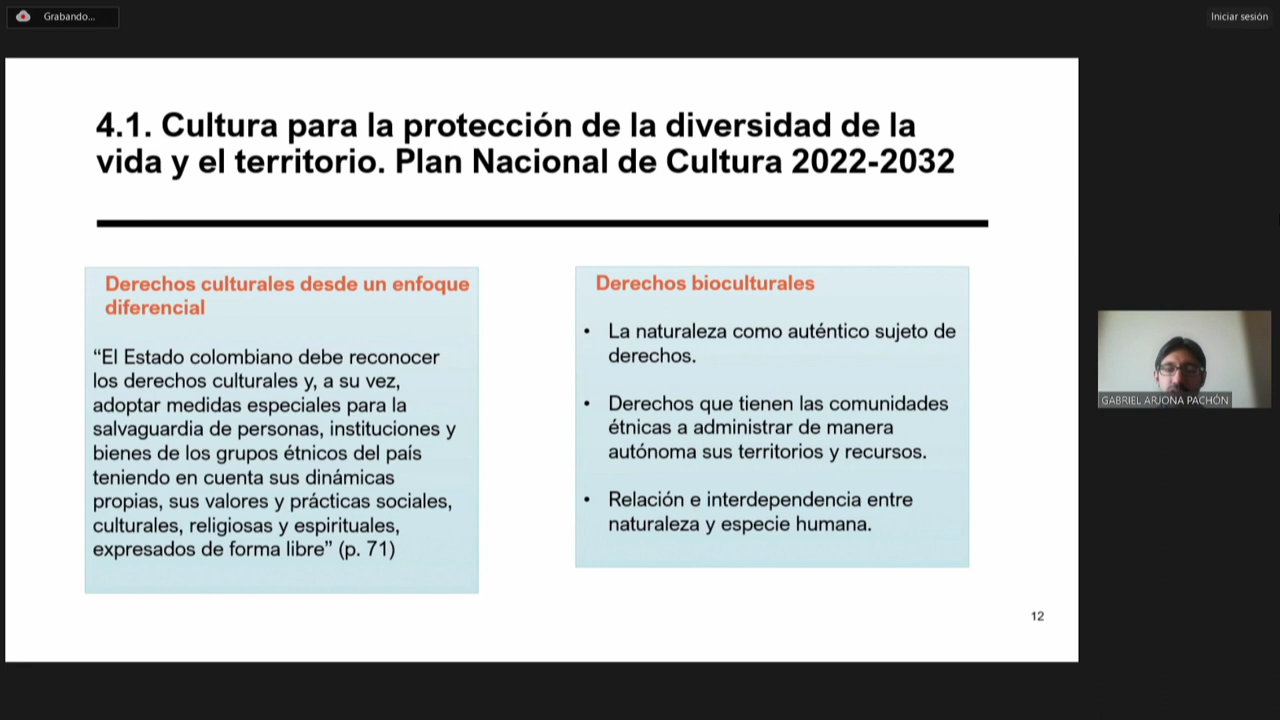 Grabando...
Iniciar sesión
4.1. Cultura para la protección de la diversidad de la
vida y el territorio. Plan Nacional de Cultura 2022-2032
Derechos culturales desde un enfoque
diferencial
“El Estado colombiano debe reconocer
los derechos culturales y, a su vez,
adoptar medidas especiales para la
salvaguardia de personas, instituciones y
bienes de los grupos étnicos del país
teniendo en cuenta sus dinámicas
propias, sus valores y prácticas sociales,
culturales, religiosas y espirituales,
expresados de forma libre” (p. 71)
Derechos bioculturales
• La naturaleza como auténtico sujeto de
derechos.
• Derechos que tienen las comunidades
étnicas a administrar de manera
autónoma sus territorios y recursos.
• Relación e interdependencia entre
naturaleza y especie humana.
12
GABRIEL ARJONA PACHÓN